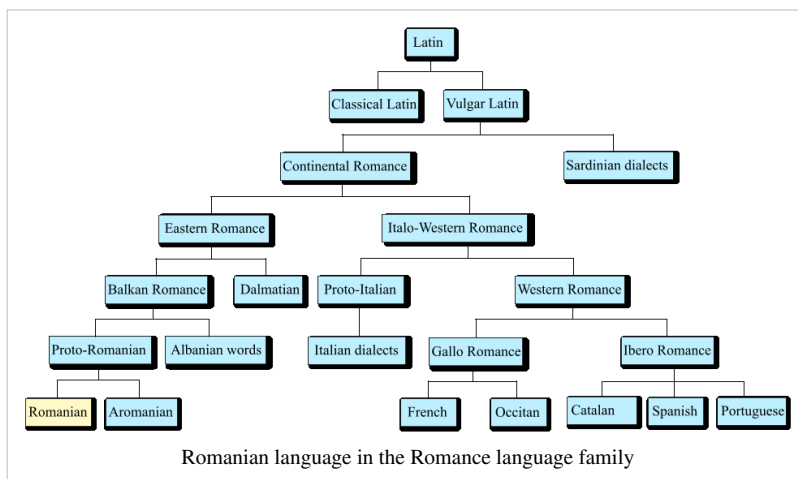 Latin
Classical Latin
Vulgar Latin
Continental Romance
Sardinian dialects
Eastern Romance
Italo-Western Romance
Balkan Romance
Dalmatian
Proto-Italian
Western Romance
Proto-Romanian
Albanian words
Italian dialects
Gallo Romance
Ibero Romance
Romanian
Aromanian
French
Occitan
Catalan
Spanish
Portuguese
Romanian language in the Romance language family